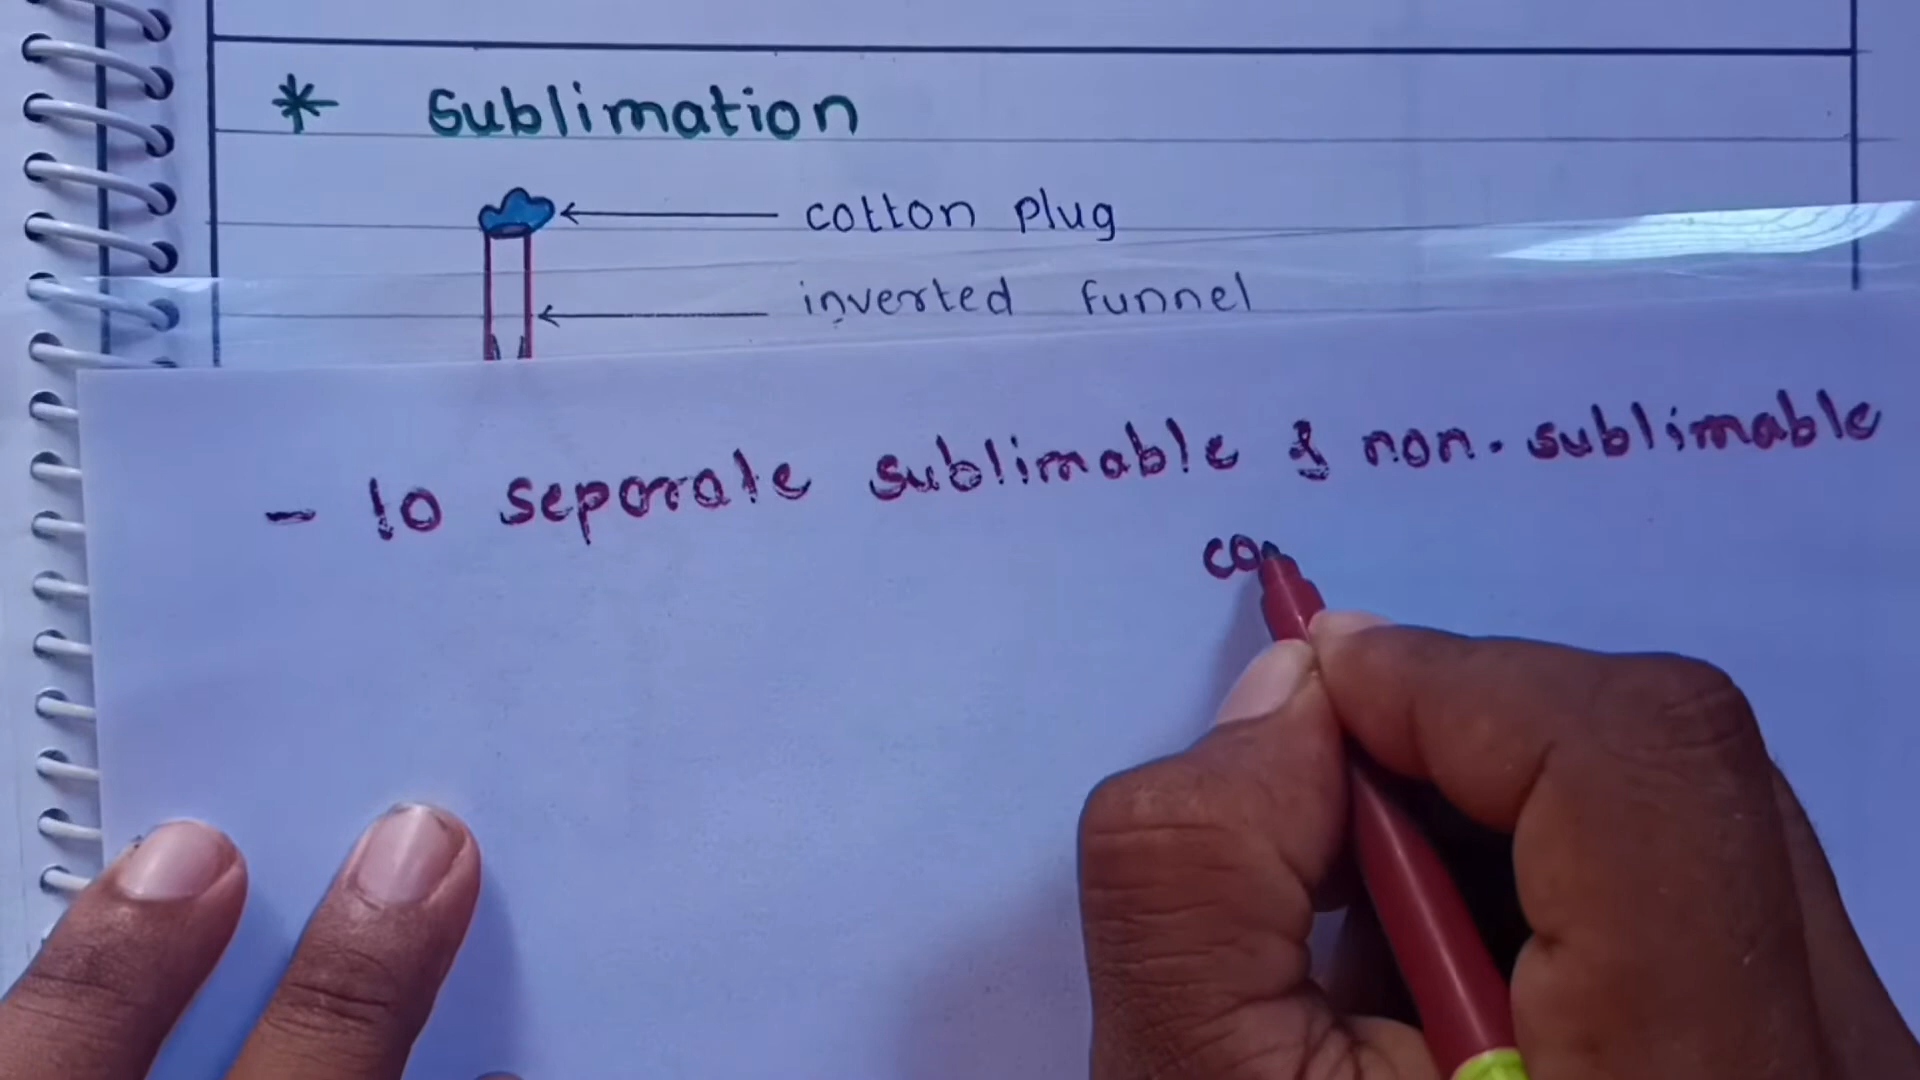 * Sublimation
cotton plug
inverted funnel
- to separate sublimable & non-sublimable
co